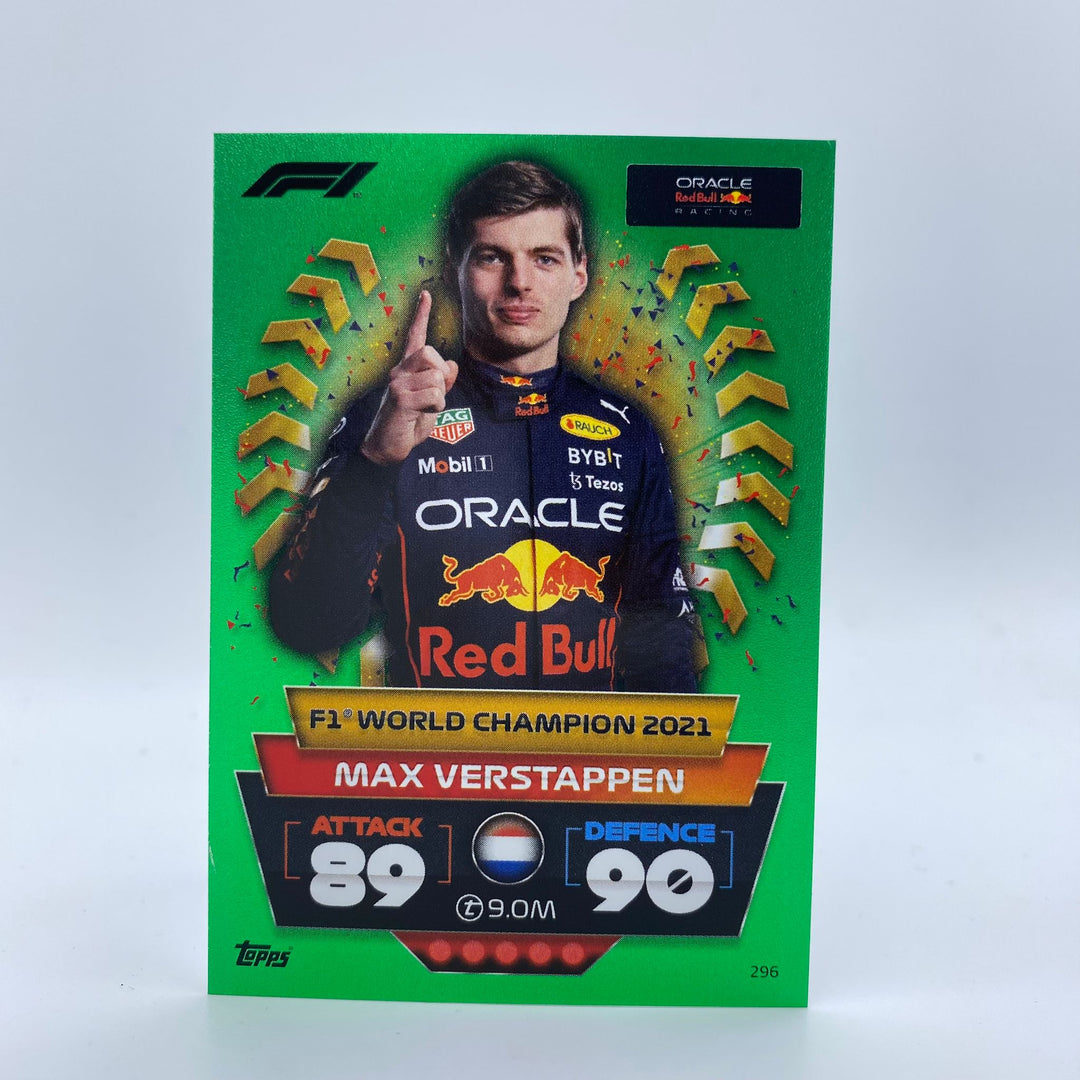 F1
ORACLE
Red Bull
RACING
Red Bull
TAG
HEUER
RAUCH
Mobil 1
BYBIT
Tezos
ORACLE
Red Bull
F1® WORLD CHAMPION 2021
MAX VERSTAPPEN
ATTACK
DEFENCE
89
90
t 9.0M
Topps
296